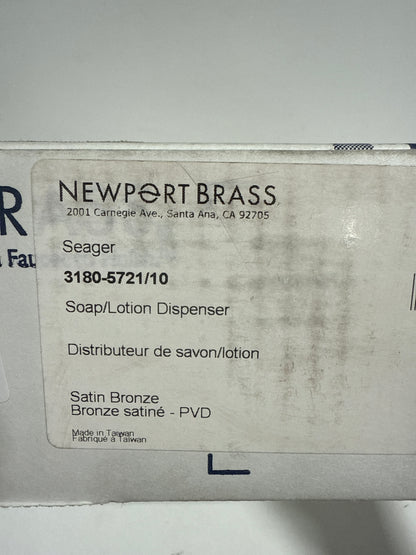 NEWPORT BRASS
2001 Carnegie Ave., Santa Ana, CA 92705
Seager
3180-5721/10
Soap/Lotion Dispenser
Distributeur de savon/lotion
Satin Bronze
Bronze satiné - PVD
Made in Taiwan
Fabriqué à Taiwan
R
Fau